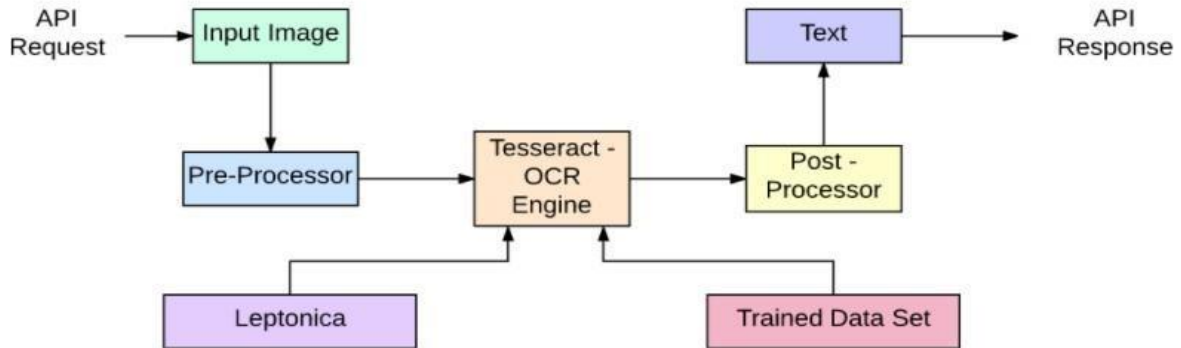 API
Request
Input Image
Text
API
Response
Pre-Processor
Tesseract -
OCR
Engine
Post -
Processor
Leptonica
Trained Data Set